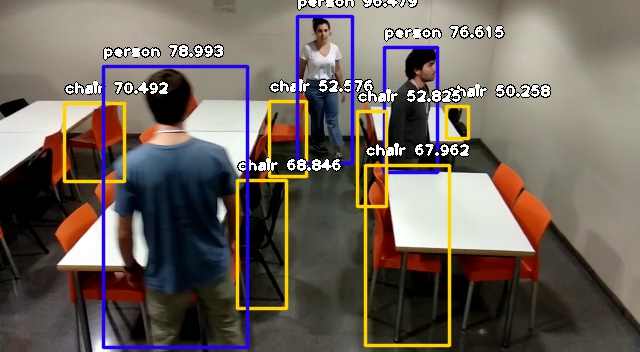 person 96.479
person 78.993
person 76.615
chair 70.492
chair 52.576
chair 52.825
chair 50.258
chair 68.846
chair 67.962